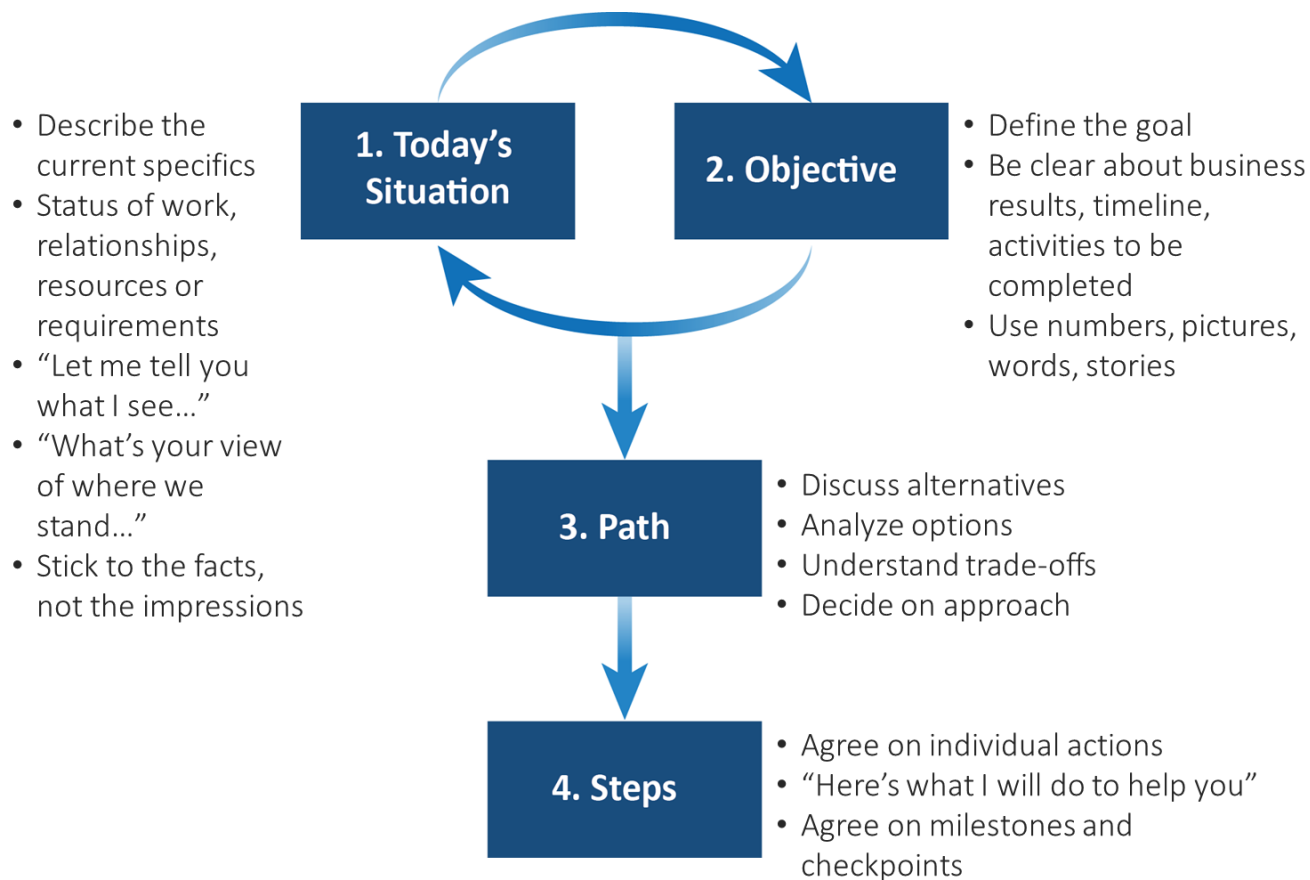 1. Today’s
Situation
• Describe the
current specifics
• Status of work,
relationships,
resources or
requirements
• “Let me tell you
what I see...”
• “What’s your view
of where we
stand...”
• Stick to the facts,
not the impressions
2. Objective
• Define the goal
• Be clear about business
results, timeline,
activities to be
completed
• Use numbers, pictures,
words, stories
3. Path
• Discuss alternatives
• Analyze options
• Understand trade-offs
• Decide on approach
4. Steps
• Agree on individual actions
• “Here’s what I will do to help you”
• Agree on milestones and
checkpoints